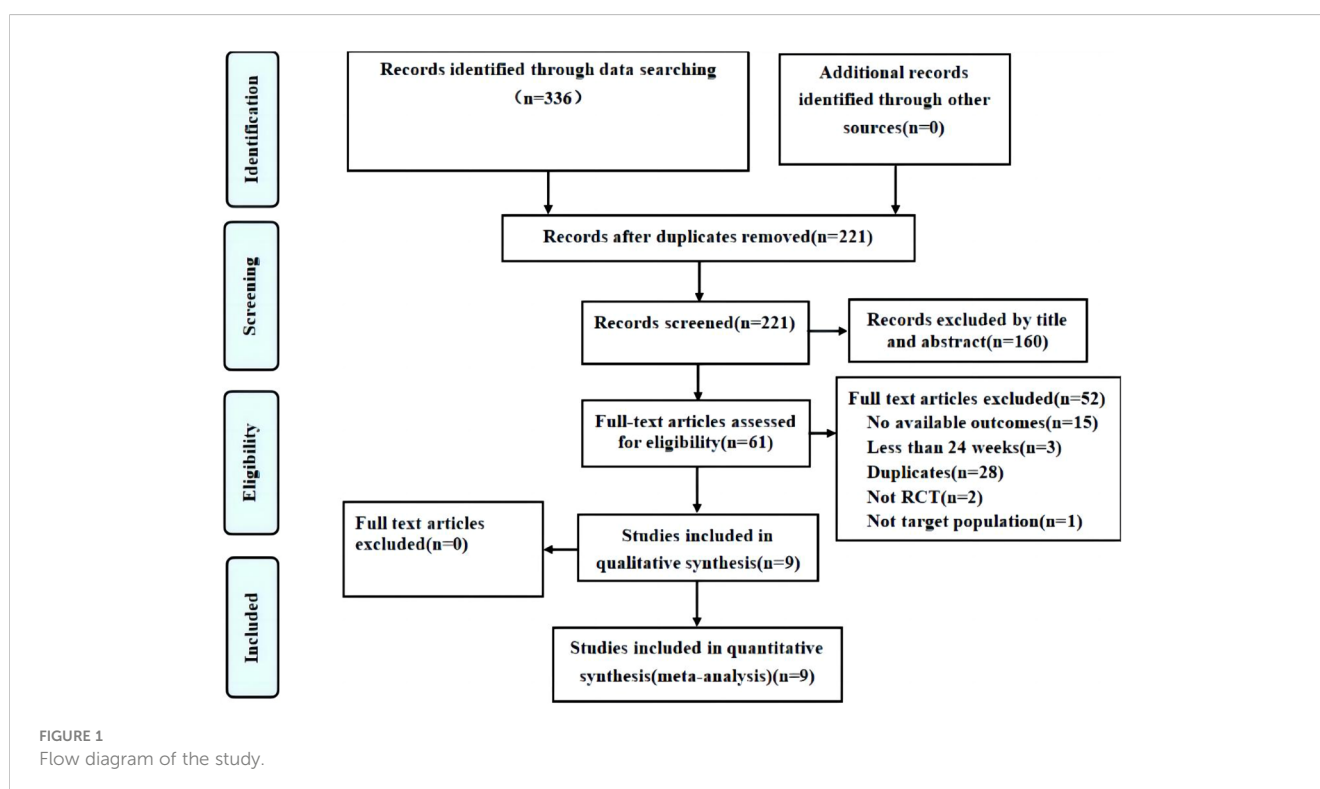 Identification
Records identified through data searching
（n=336）
Additional records
identified through other
sources(n=0)
Records after duplicates removed(n=221)
Screening
Records screened(n=221)
Records excluded by title
and abstract(n=160)
Eligibility
Full-text articles assessed
for eligibility(n=61)
Full text articles excluded(n=52)
No available outcomes(n=15)
Less than 24 weeks(n=3)
Duplicates(n=28)
Not RCT(n=2)
Not target population(n=1)
Full text articles
excluded(n=0)
Studies included in
qualitative synthesis(n=9)
Included
Studies included in quantitative
synthesis(meta-analysis)(n=9)
FIGURE 1
Flow diagram of the study.